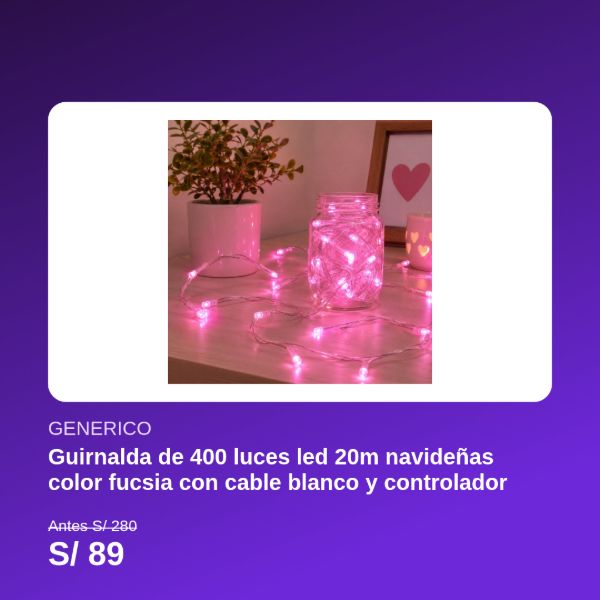 GENERICO
Guirnalda de 400 luces led 20m navideñas
color fucsia con cable blanco y controlador
Antes S/ 280
S/ 89